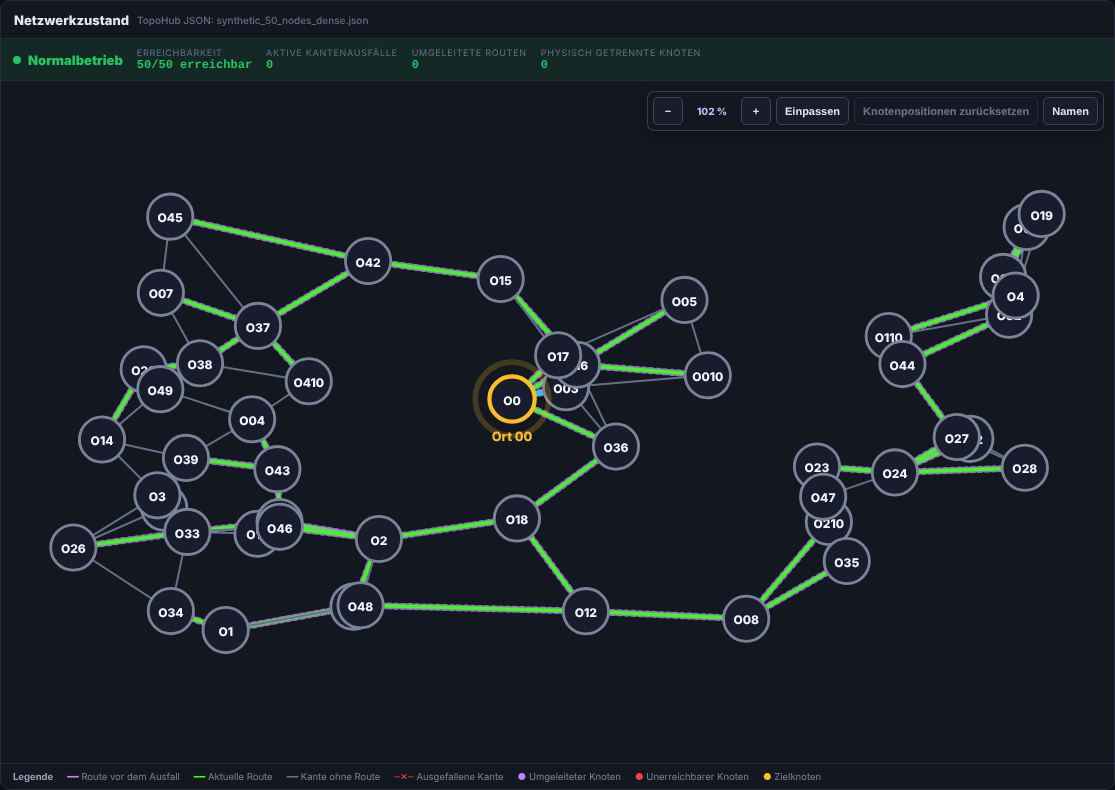 Netzwerkzustand TopoHub JSON: synthetic_50_nodes_dense.json
Normalbetrieb
ERREICHBARKEIT AKTIVE KANTENAUSFÄLLE UMGELEITETE ROUTEN PHYSISCH GETRENNTE KNOTEN
50/50 erreichbar 0 0 0
− 102 % + Einpassen Knotenpositionen zurücksetzen Namen
O45
O19
O42
O15
O07
O4
O05
O37
O110
O17
O38
O44
O49
O410
O0010
O0
O04
Ort 00
O14
O36
O27
O39
O43
O23
O24
O28
O3
O47
O18
O46
O33
O210
O2
O26
O35
O48
O34
O12
O08
O1
Legende Route vor dem Ausfall Aktuelle Route Kante ohne Route Ausgefallene Kante Umgeleiteter Knoten Unerreichbarer Knoten Zielknoten